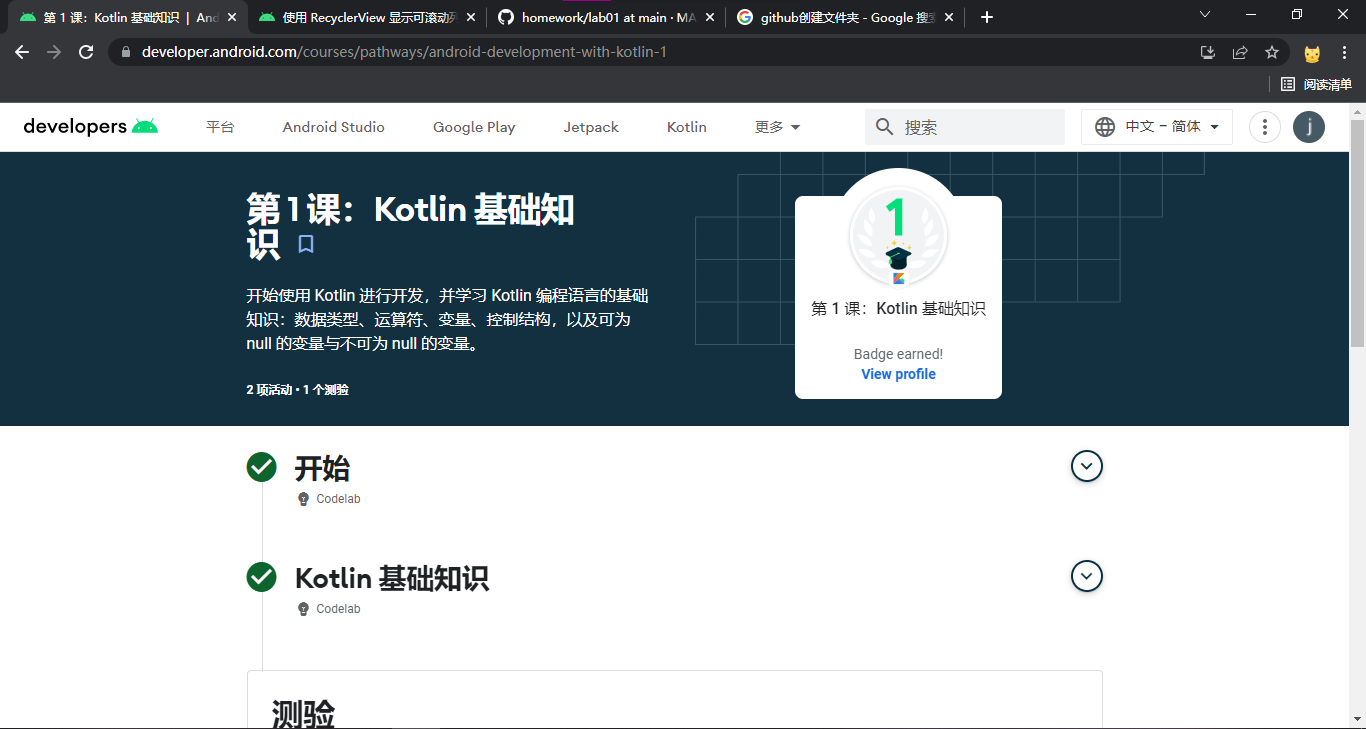 第 1 课：Kotlin 基础知识 | And
使用 RecyclerView 显示可滚动列
homework/lab01 at main · MA
github创建文件夹 - Google 搜索
developer.android.com/courses/pathways/android-development-with-kotlin-1
阅读清单
developers
平台
Android Studio
Google Play
Jetpack
Kotlin
更多
搜索
中文 – 简体
j
第 1 课：Kotlin 基础知
识
开始使用 Kotlin 进行开发，并学习 Kotlin 编程语言的基础
知识：数据类型、运算符、变量、控制结构，以及可为
null 的变量与不可为 null 的变量。
2 项活动 • 1 个测验
1
第 1 课：Kotlin 基础知识
Badge earned!
View profile
开始
Codelab
Kotlin 基础知识
Codelab
测验